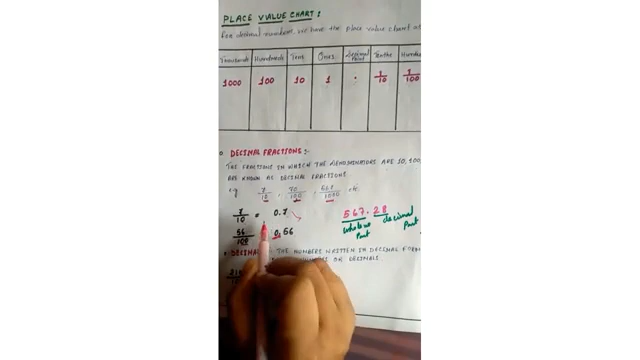 PLACE VALUE CHART :
For decimal numbers, we have the place value chart as
Thousands Hundreds Tens Ones Decimal Point Tenths Hundre
1000 100 10 1 . 1/10 1/100
DECIMAL FRACTIONS :-
THE FRACTIONS IN WHICH THE DENOMINATORS ARE 10, 100,
ARE KNOWN AS DECIMAL FRACTIONS
e.g 7/10 , 70/100 , 567/1000 etc.
7/10 = 0.7
567.28
whole no part decimal part
56/100 0.56
DECIMAL THE NUMBERS WRITTEN IN DECIMAL FORM
OR DECIMALS.